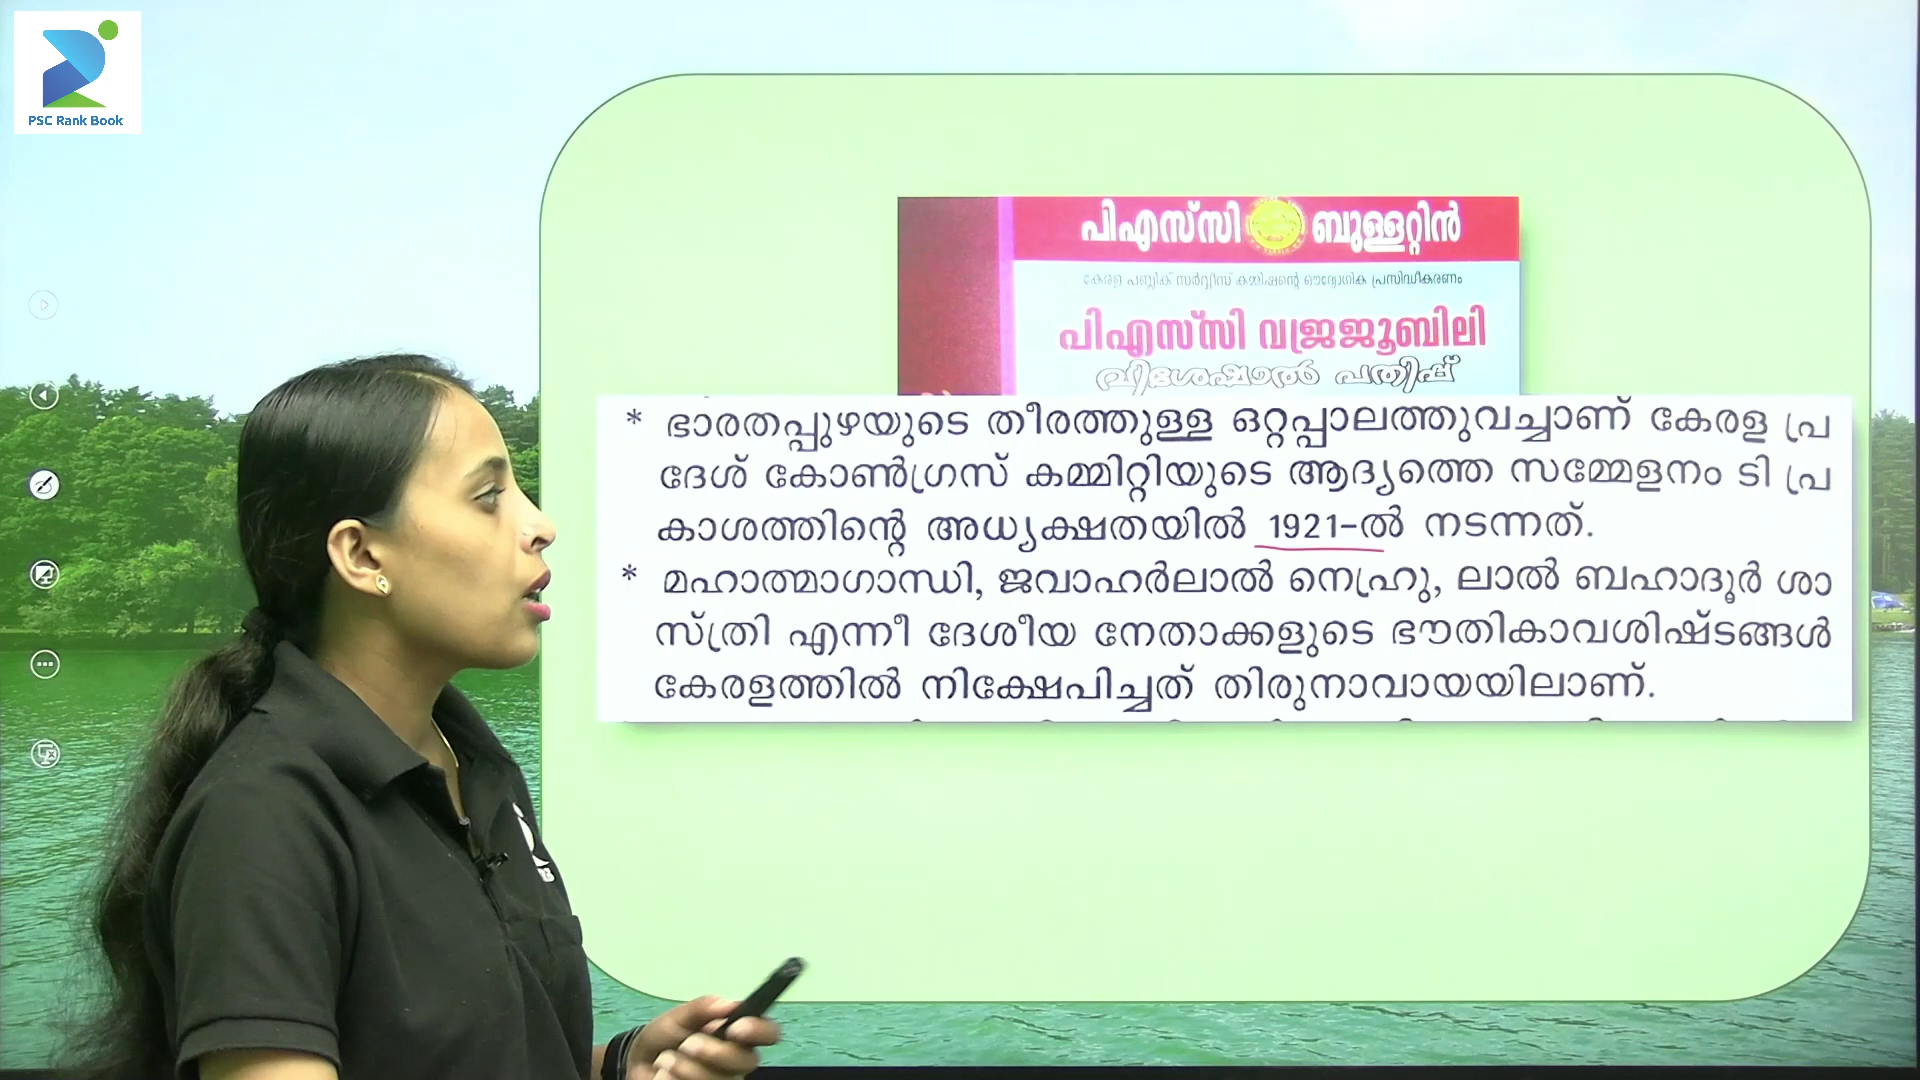 PSC Rank Book
പിഎസ്‌സി ബുള്ളറ്റിൻ
കേരള പബ്ലിക് സർവ്വീസ് കമ്മിഷന്റെ ഔദ്യോഗിക പ്രസിദ്ധീകരണം
പിഎസ്‌സി വജ്രജൂബിലി
വിശേഷാൽ പതിപ്പ്
* ഭാരതപ്പുഴയുടെ തീരത്തുള്ള ഒറ്റപ്പാലത്തുവച്ചാണ് കേരള പ്ര
ദേശ് കോൺഗ്രസ് കമ്മിറ്റിയുടെ ആദ്യത്തെ സമ്മേളനം ടി പ്ര
കാശത്തിന്റെ അധ്യക്ഷതയിൽ 1921-ൽ നടന്നത്.
* മഹാത്മാഗാന്ധി, ജവാഹർലാൽ നെഹ്രു, ലാൽ ബഹാദൂർ ശാ
സ്ത്രി എന്നീ ദേശീയ നേതാക്കളുടെ ഭൗതികാവശിഷ്ടങ്ങൾ
കേരളത്തിൽ നിക്ഷേപിച്ചത് തിരുനാവായയിലാണ്.